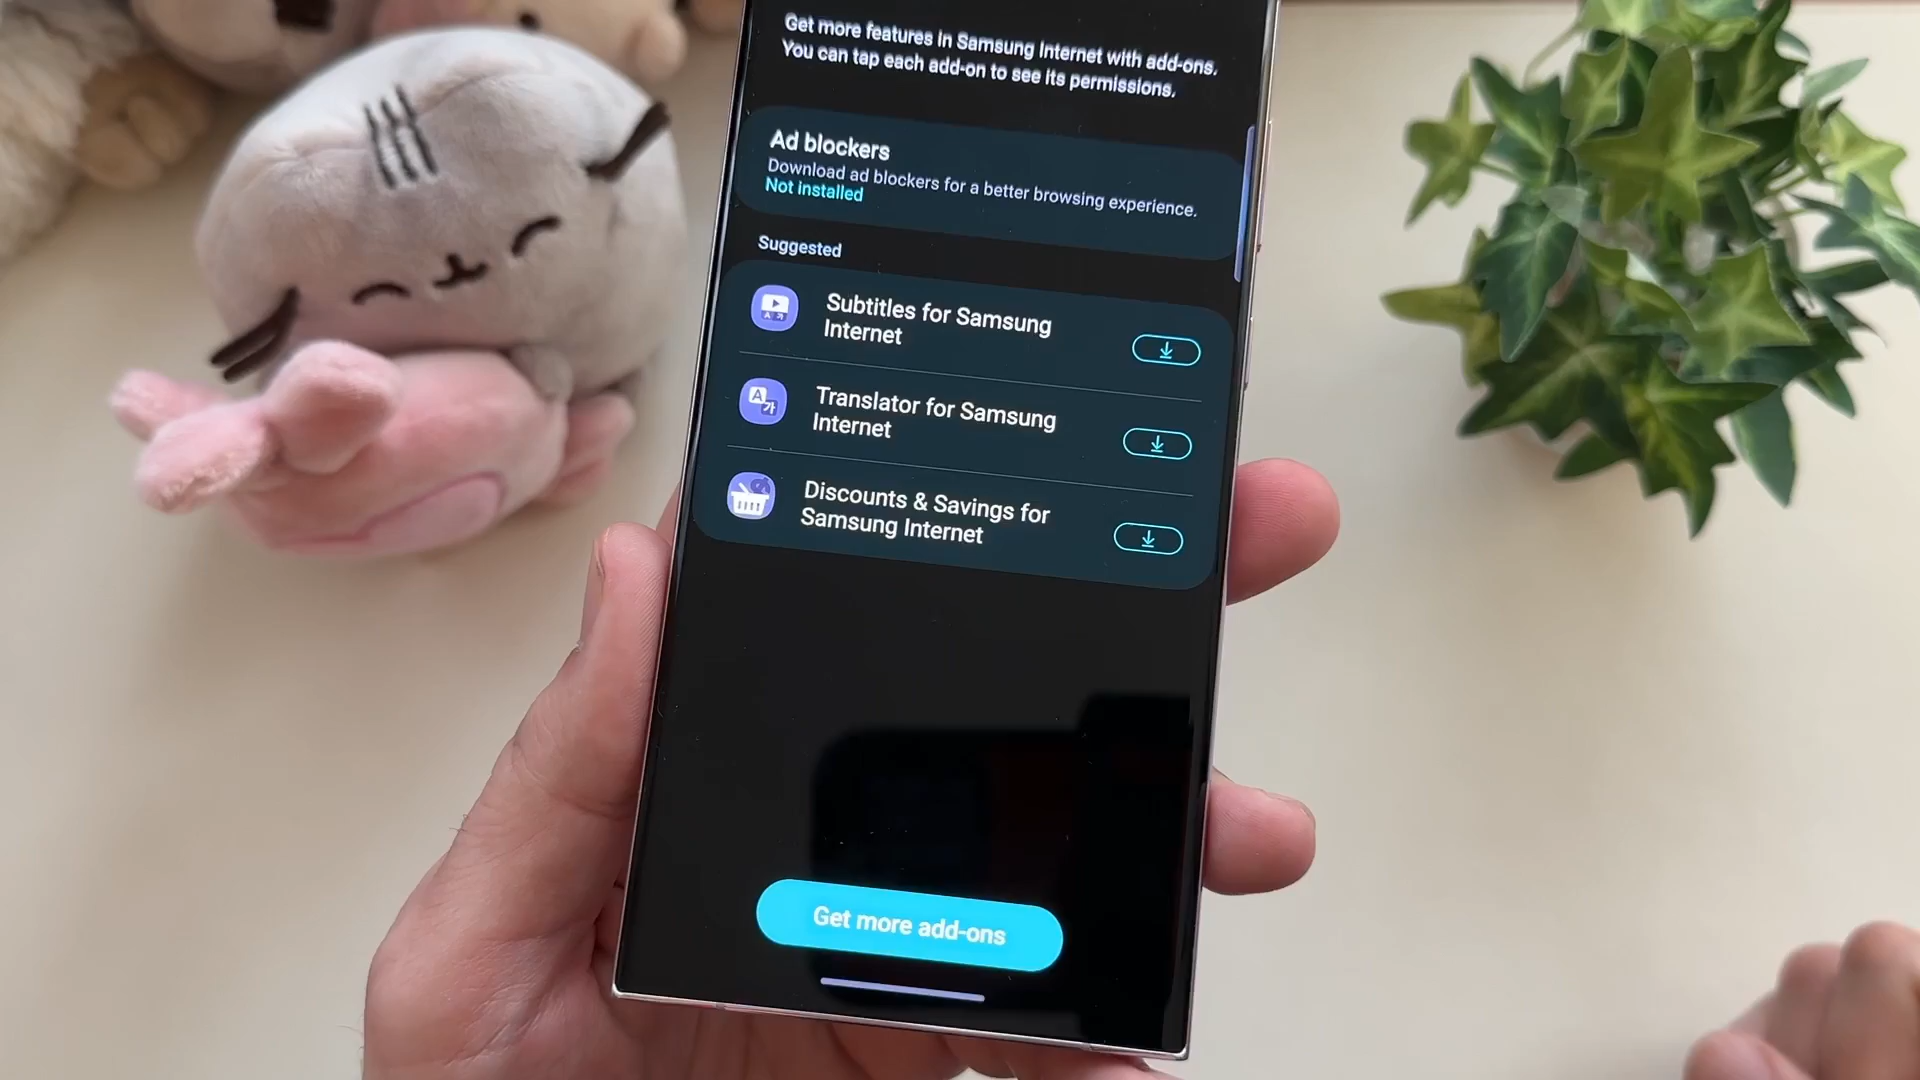 Get more features in Samsung Internet with add-ons.
You can tap each add-on to see its permissions.
Ad blockers
Download ad blockers for a better browsing experience.
Not installed
Suggested
Subtitles for Samsung
Internet
Translator for Samsung
Internet
Discounts & Savings for
Samsung Internet
Get more add-ons